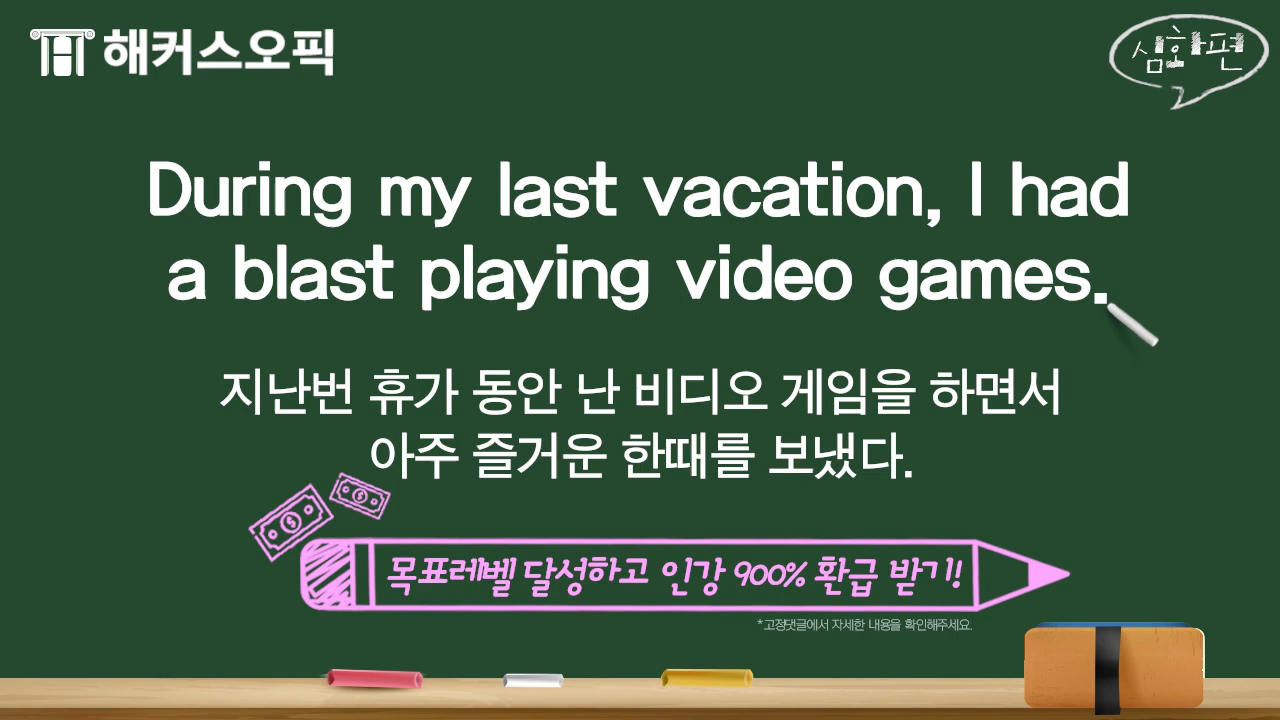 해커스오픽
심화편
During my last vacation, I had
a blast playing video games.
지난번 휴가 동안 난 비디오 게임을 하면서
아주 즐거운 한때를 보냈다.
목표레벨 달성하고 인강 900% 환급 받기!
*고정댓글에서 자세한 내용을 확인해주세요.